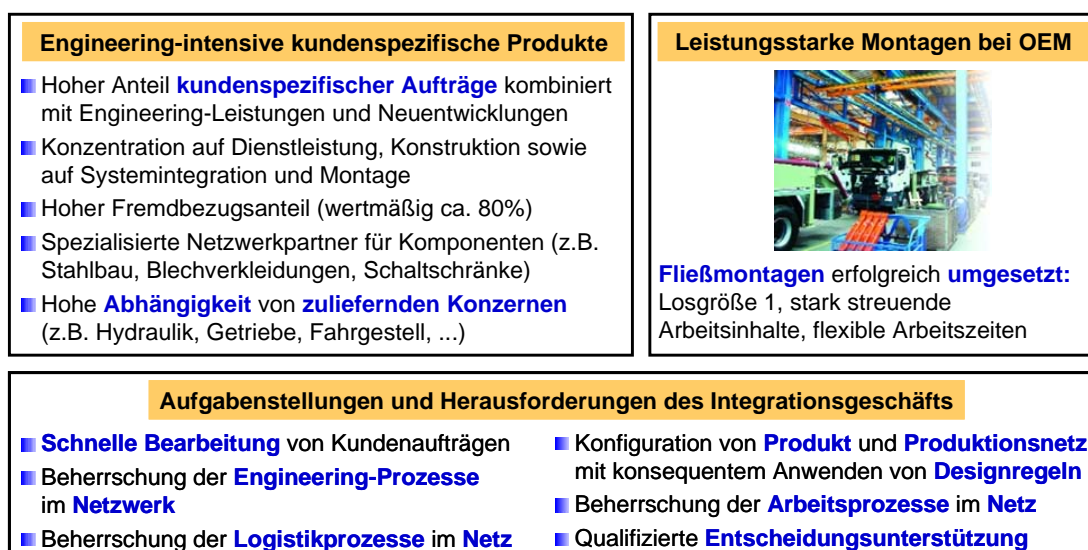 Engineering-intensive kundenspezifische Produkte
Hoher Anteil kundenspezifischer Aufträge kombiniert
mit Engineering-Leistungen und Neuentwicklungen
Konzentration auf Dienstleistung, Konstruktion sowie
auf Systemintegration und Montage
Hoher Fremdbezugsanteil (wertmäßig ca. 80%)
Spezialisierte Netzwerkpartner für Komponenten (z.B.
Stahlbau, Blechverkleidungen, Schaltschränke)
Hohe Abhängigkeit von zuliefernden Konzernen
(z.B. Hydraulik, Getriebe, Fahrgestell, ...)
Leistungsstarke Montagen bei OEM
Fließmontagen erfolgreich umgesetzt:
Losgröße 1, stark streuende
Arbeitsinhalte, flexible Arbeitszeiten
Aufgabenstellungen und Herausforderungen des Integrationsgeschäfts
Schnelle Bearbeitung von Kundenaufträgen
Beherrschung der Engineering-Prozesse
im Netzwerk
Beherrschung der Logistikprozesse im Netz
Konfiguration von Produkt und Produktionsnetz
mit konsequentem Anwenden von Designregeln
Beherrschung der Arbeitsprozesse im Netz
Qualifizierte Entscheidungsunterstützung